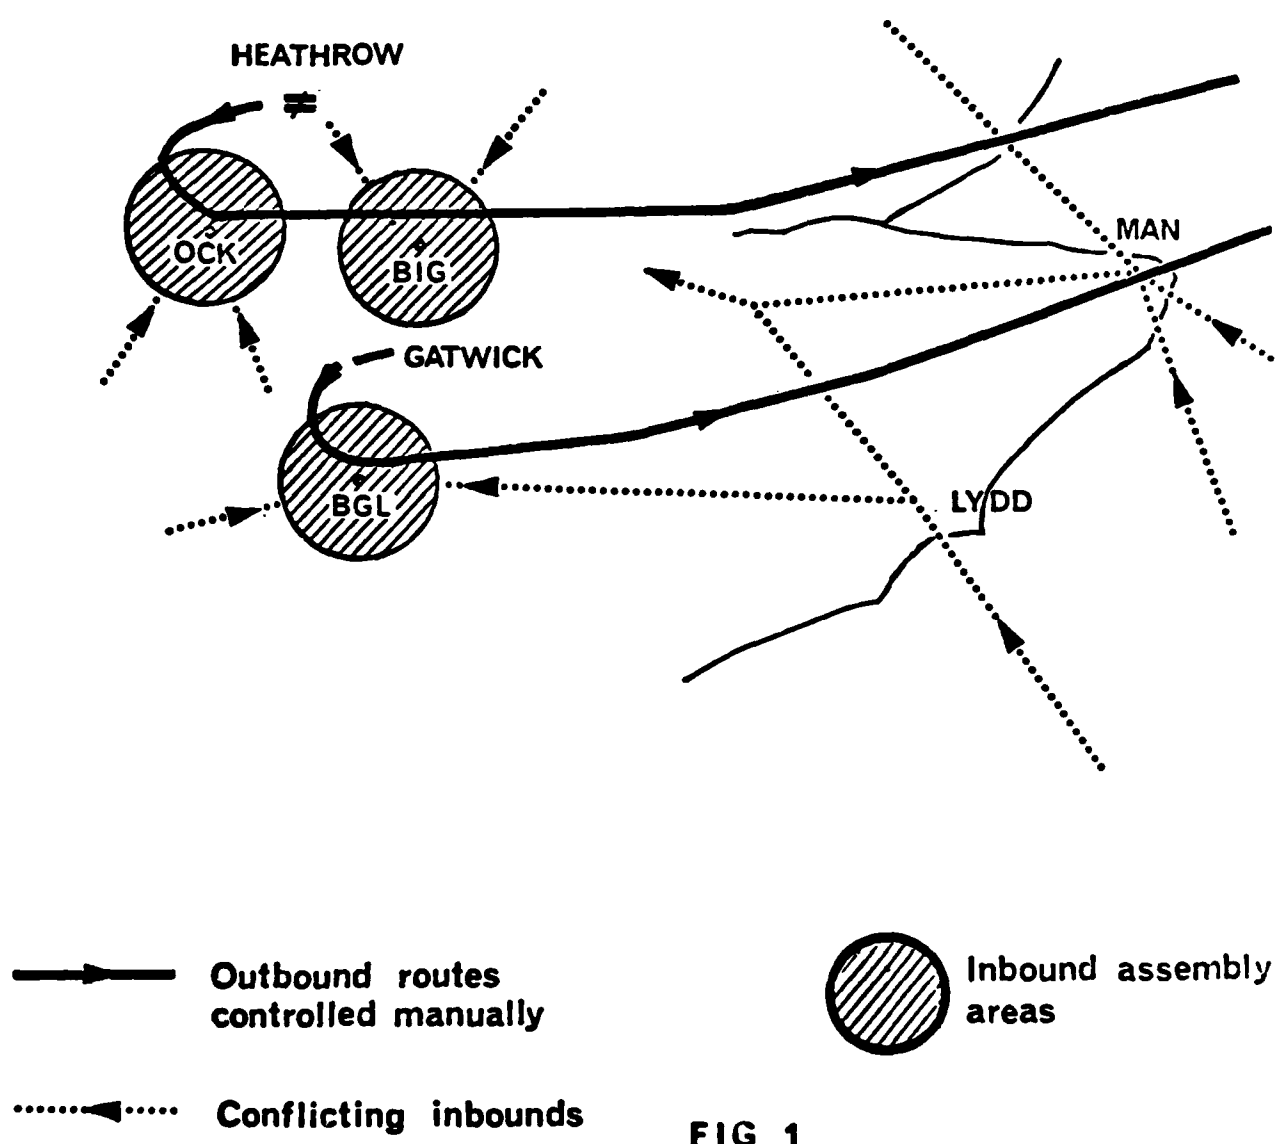 HEATHROW
MAN
OCK
BIG
GATWICK
BGL
LYDD
Outbound routes
controlled manually
Inbound assembly
areas
Conflicting inbounds
FIG 1